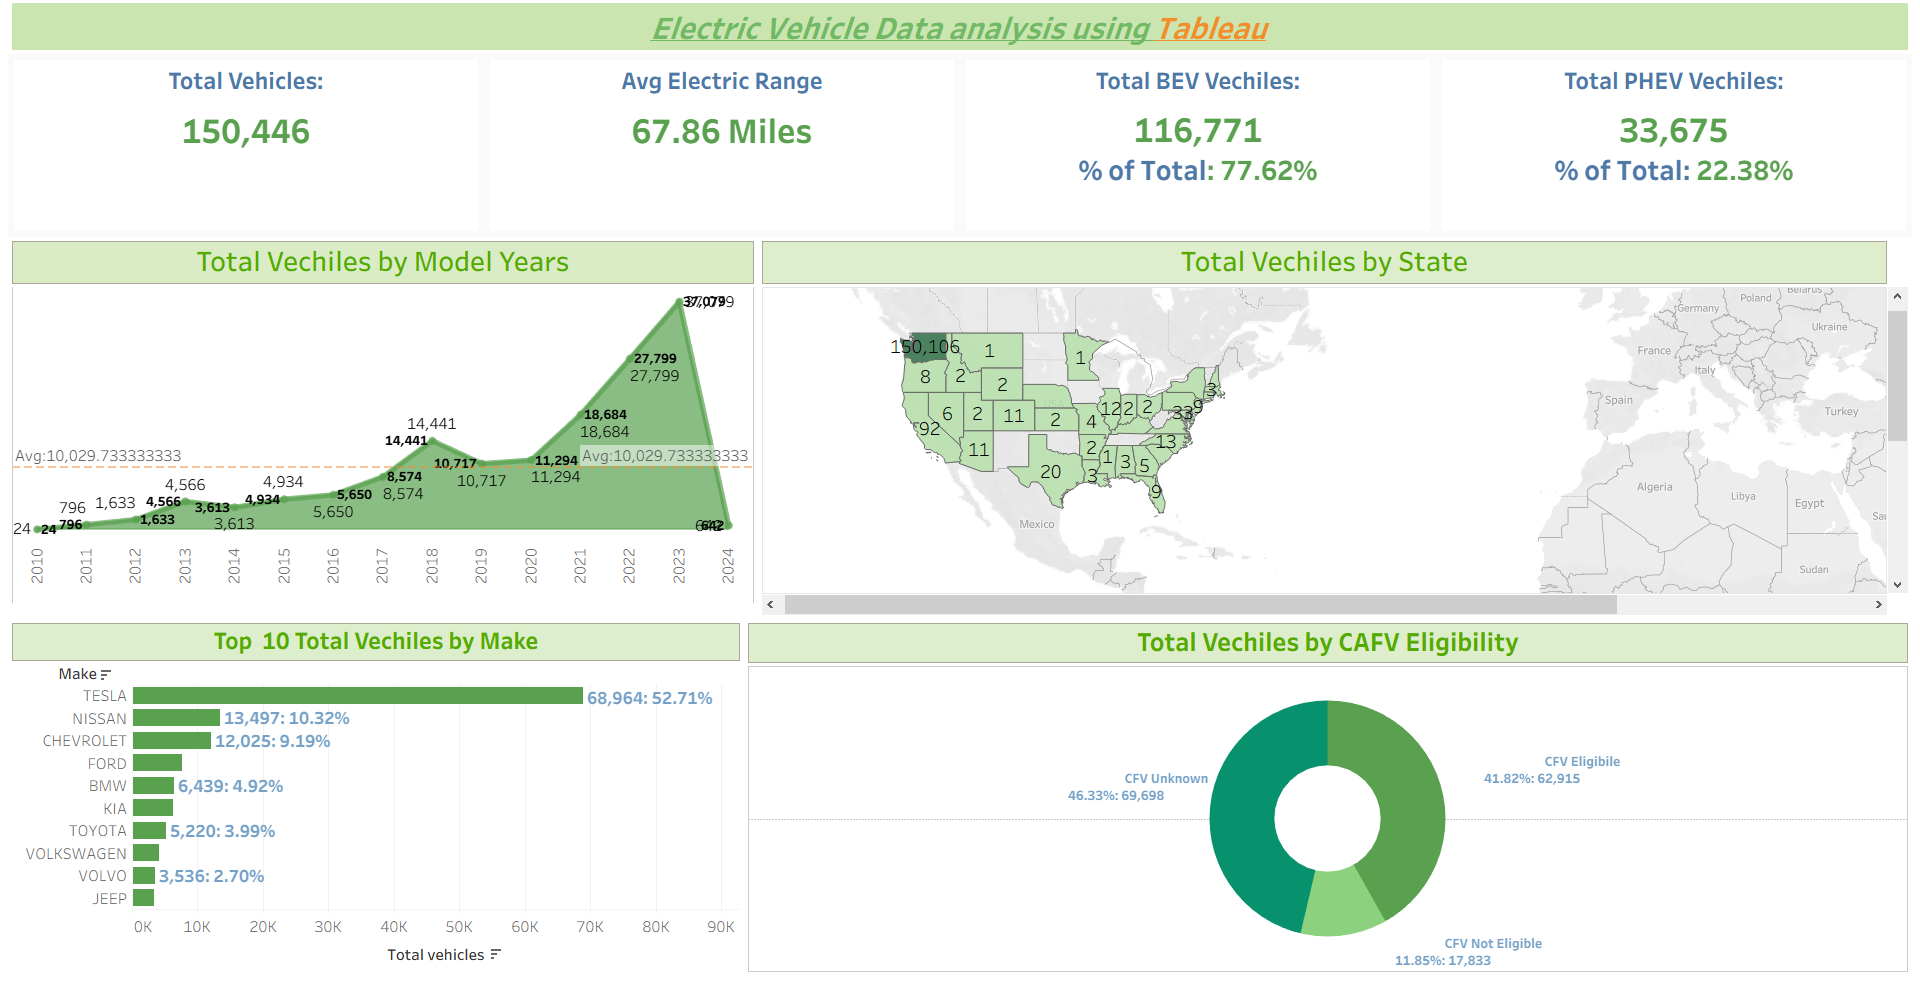 Electric Vehicle Data analysis using Tableau
Total Vehicles:
150,446
Avg Electric Range
67.86 Miles
Total BEV Vechiles:
116,771
% of Total: 77.62%
Total PHEV Vechiles:
33,675
% of Total: 22.38%
Total Vechiles by Model Years
37,079
27,799
27,799
18,684
18,684
14,441
14,441
Avg:10,029.733333333
Avg:10,029.733333333
10,717
10,717
11,294
11,294
8,574
8,574
5,650
5,650
4,934
4,934
4,566
4,566
3,613
3,613
1,633
1,633
796
796
24
24
642
2010
2011
2012
2013
2014
2015
2016
2017
2018
2019
2020
2021
2022
2023
2024
Total Vechiles by State
150,106
1
1
8
2
2
3
92
6
2
11
2
4
12
2
2
33
9
11
20
2
3
1
3
5
13
9
USA
Mexico
Belarus
Poland
Germany
Ukraine
France
Italy
Spain
Turkey
Algeria
Libya
Egypt
Sudan
Top 10 Total Vechiles by Make
Make
TESLA 68,964: 52.71%
NISSAN 13,497: 10.32%
CHEVROLET 12,025: 9.19%
FORD
BMW 6,439: 4.92%
KIA
TOYOTA 5,220: 3.99%
VOLKSWAGEN
VOLVO 3,536: 2.70%
JEEP
0K 10K 20K 30K 40K 50K 60K 70K 80K 90K
Total vehicles
Total Vechiles by CAFV Eligibility
CFV Unknown
46.33%: 69,698
CFV Eligibile
41.82%: 62,915
CFV Not Eligible
11.85%: 17,833